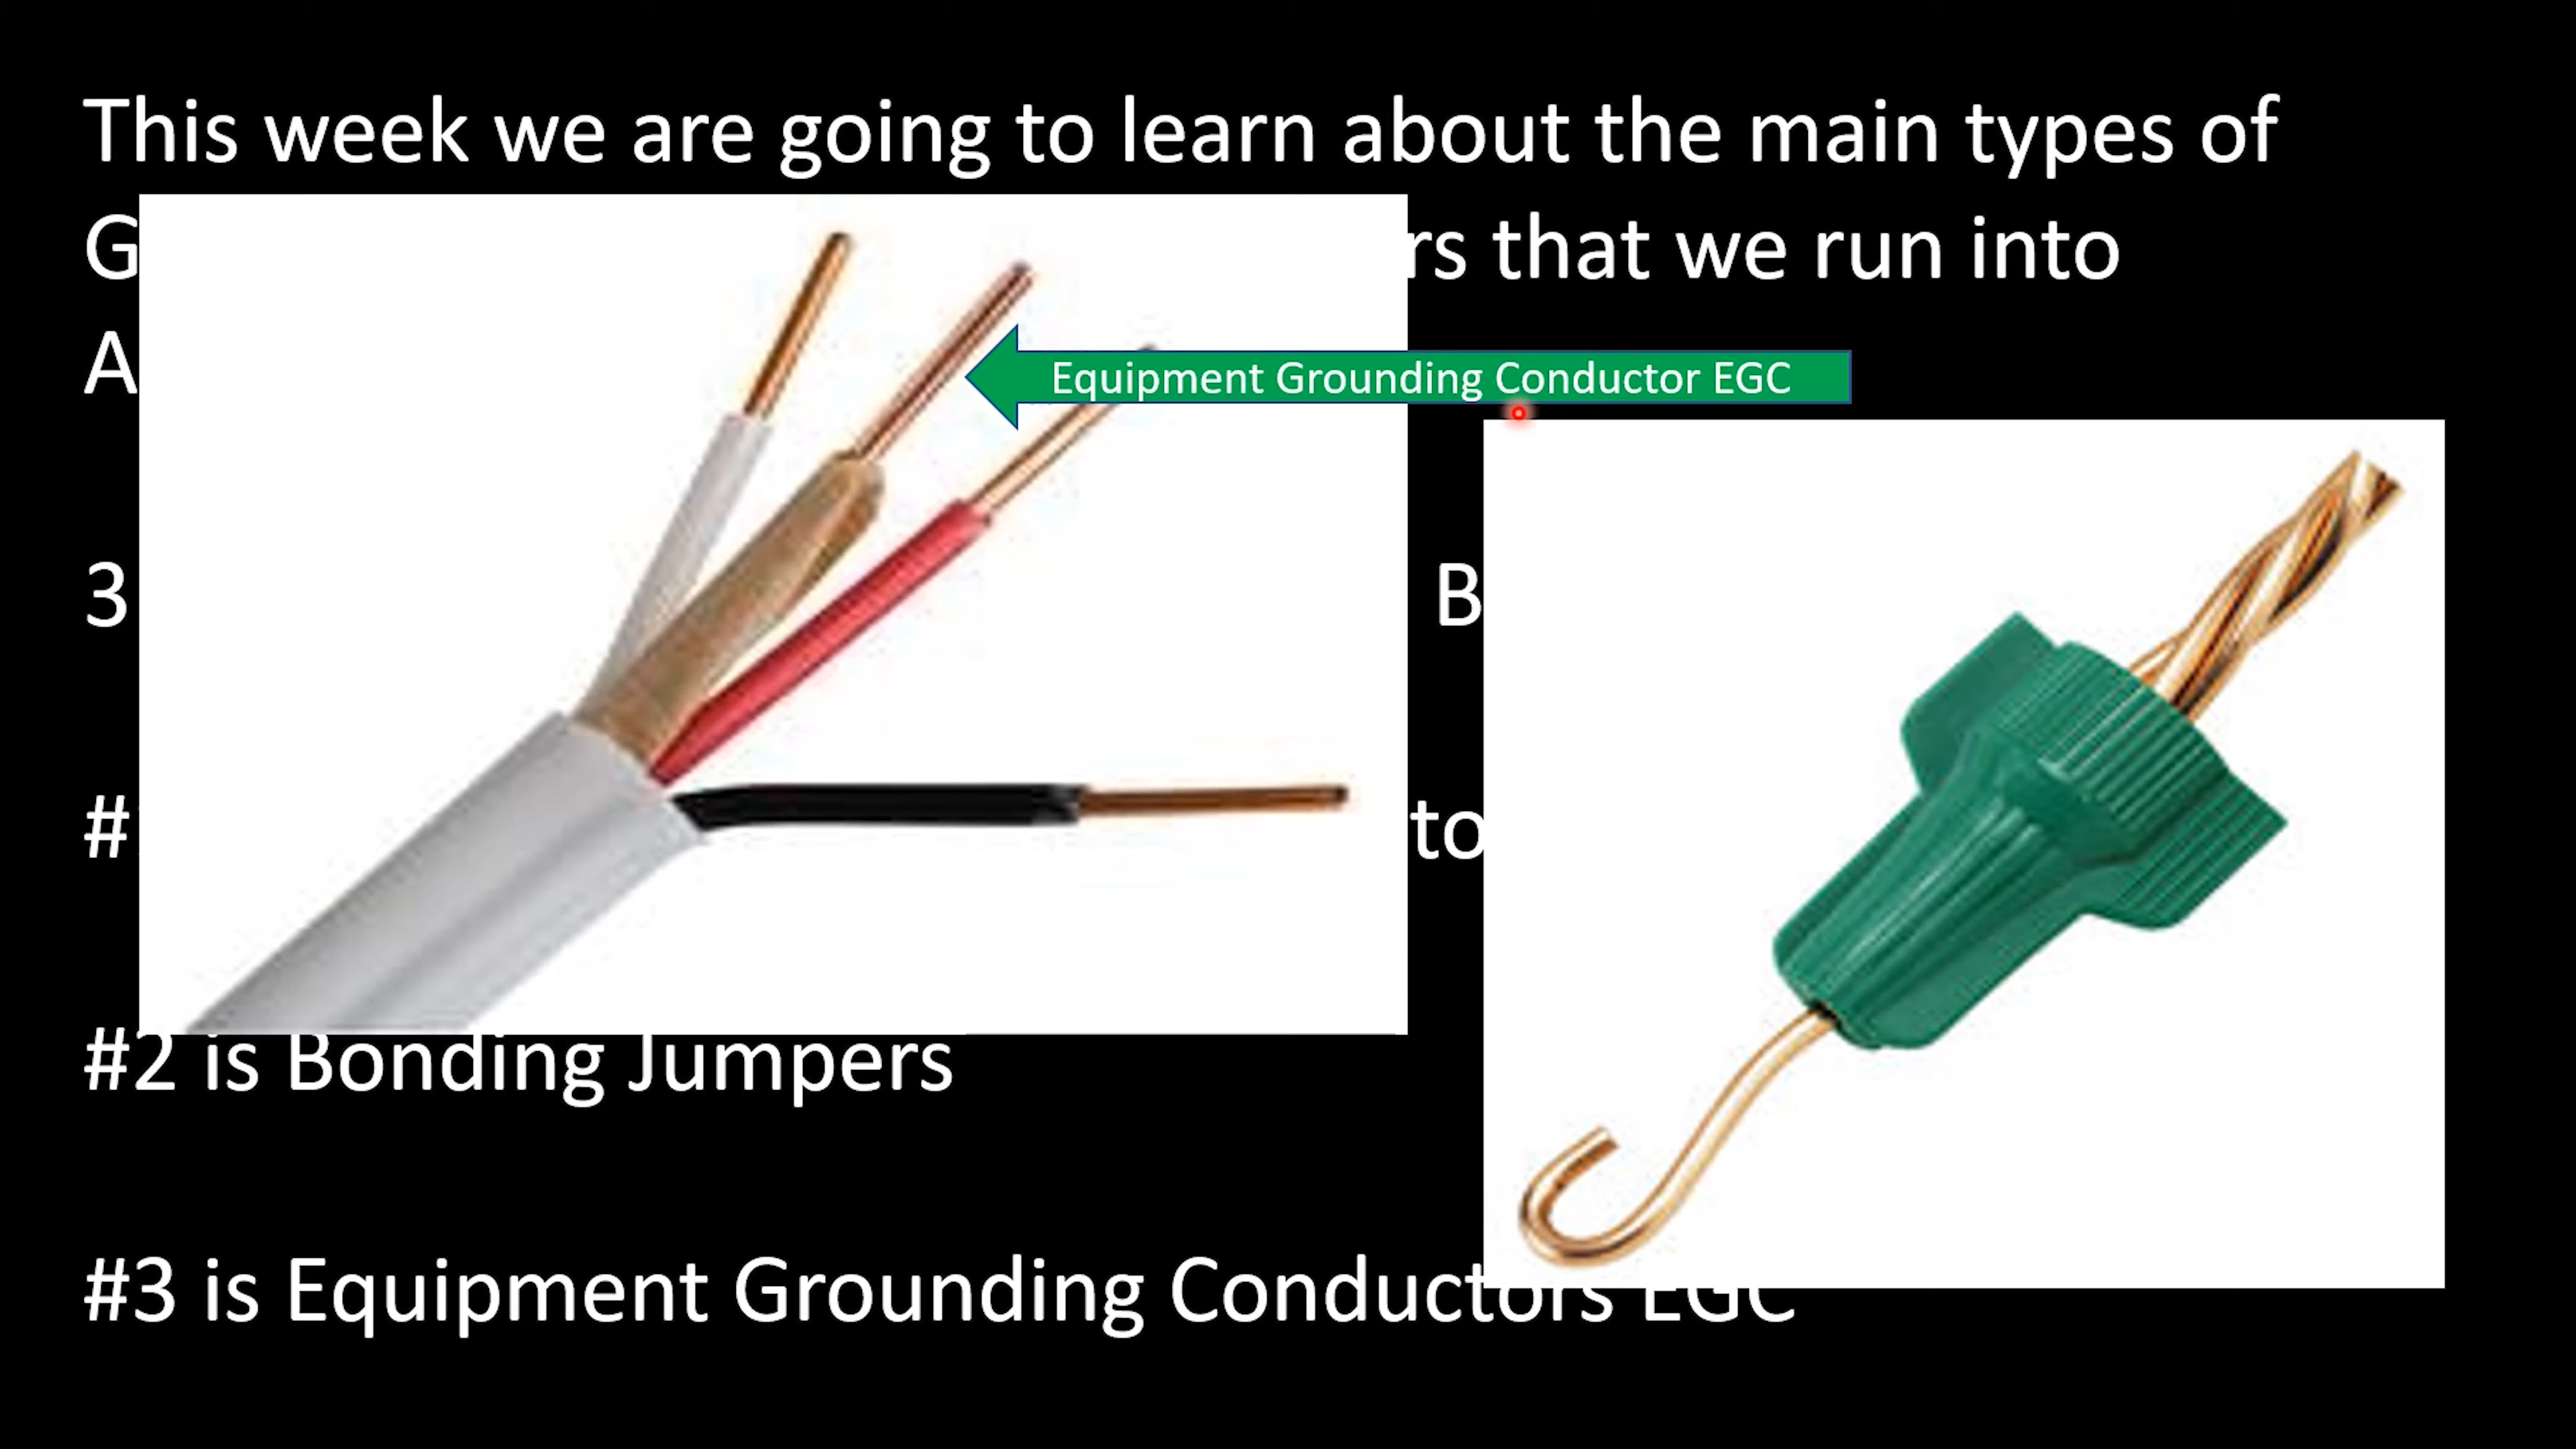 This week we are going to learn about the main types of
G rs that we run into
A
Equipment Grounding Conductor EGC
3 B
# to
#2 is Bonding Jumpers
#3 is Equipment Grounding Conductors EGC